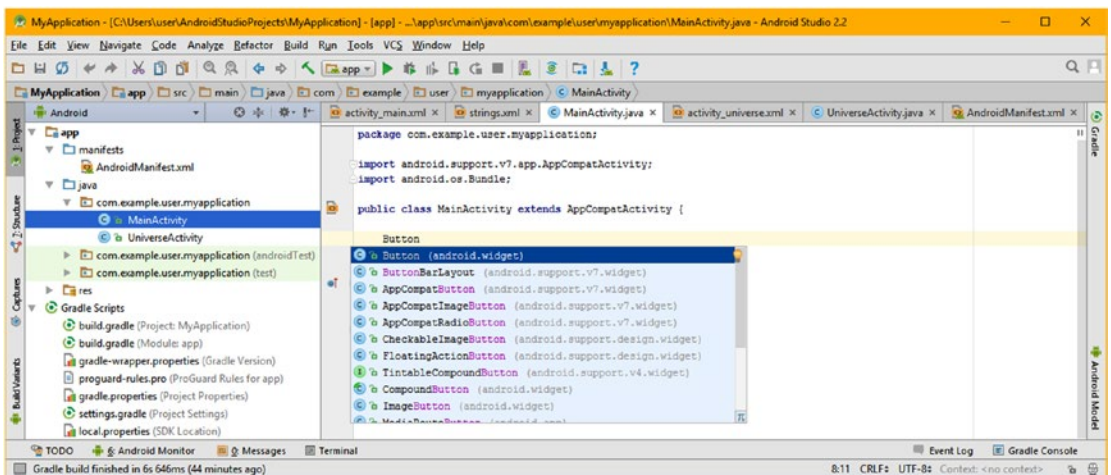 MyApplication - [C:\Users\user\AndroidStudioProjects\MyApplication] - [app] - ...\app\src\main\java\com\example\user\myapplication\MainActivity.java - Android Studio 2.2
File Edit View Navigate Code Analyze Refactor Build Run Tools VCS Window Help
app
MyApplication app src main java com example user myapplication MainActivity
Android
activity_main.xml strings.xml MainActivity.java activity_universe.xml UniverseActivity.java AndroidManifest.xml
1: Project
7: Structure
Captures
Build Variants
app
manifests
AndroidManifest.xml
java
com.example.user.myapplication
MainActivity
UniverseActivity
com.example.user.myapplication (androidTest)
com.example.user.myapplication (test)
res
Gradle Scripts
build.gradle (Project: MyApplication)
build.gradle (Module: app)
gradle-wrapper.properties (Gradle Version)
proguard-rules.pro (ProGuard Rules for app)
gradle.properties (Project Properties)
settings.gradle (Project Settings)
local.properties (SDK Location)
package com.example.user.myapplication;
import android.support.v7.app.AppCompatActivity;
import android.os.Bundle;
public class MainActivity extends AppCompatActivity {
Button
Button (android.widget)
ButtonBarLayout (android.support.v7.widget)
AppCompatButton (android.support.v7.widget)
AppCompatImageButton (android.support.v7.widget)
AppCompatRadioButton (android.support.v7.widget)
CheckableImageButton (android.support.design.widget)
FloatingActionButton (android.support.design.widget)
TintableCompoundButton (android.support.v4.widget)
CompoundButton (android.widget)
ImageButton (android.widget)
MediaRouteButton (android.app)
π
Gradle
Android Model
TODO 6: Android Monitor 0: Messages Terminal Event Log Gradle Console
Gradle build finished in 6s 646ms (44 minutes ago) 8:11 CRLF÷ UTF-8÷ Context: <no context>